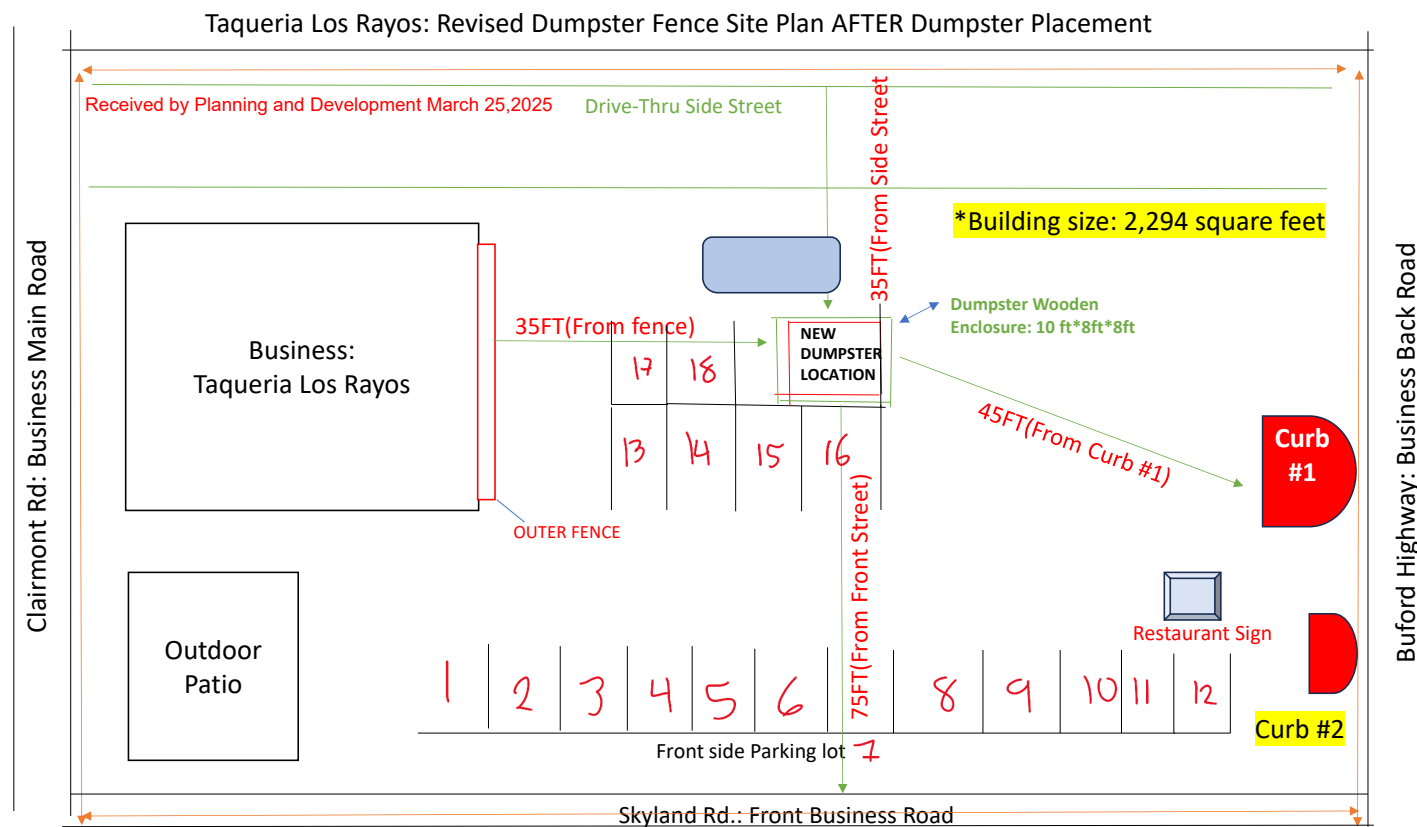 Taqueria Los Rayos: Revised Dumpster Fence Site Plan AFTER Dumpster Placement
Received by Planning and Development March 25,2025
Drive-Thru Side Street
35FT(From Side Street
*Building size: 2,294 square feet
Clairmont Rd: Business Main Road
Buford Highway: Business Back Road
Business:
Taqueria Los Rayos
35FT(From fence)
NEW
DUMPSTER
LOCATION
Dumpster Wooden
Enclosure: 10 ft*8ft*8ft
17 18
13 14 15 16
45FT(From Curb #1)
Curb
#1
OUTER FENCE
75FT(From Front Street)
Outdoor
Patio
Restaurant Sign
1 2 3 4 5 6 8 9 10 11 12
Curb #2
Front side Parking lot 7
Skyland Rd.: Front Business Road